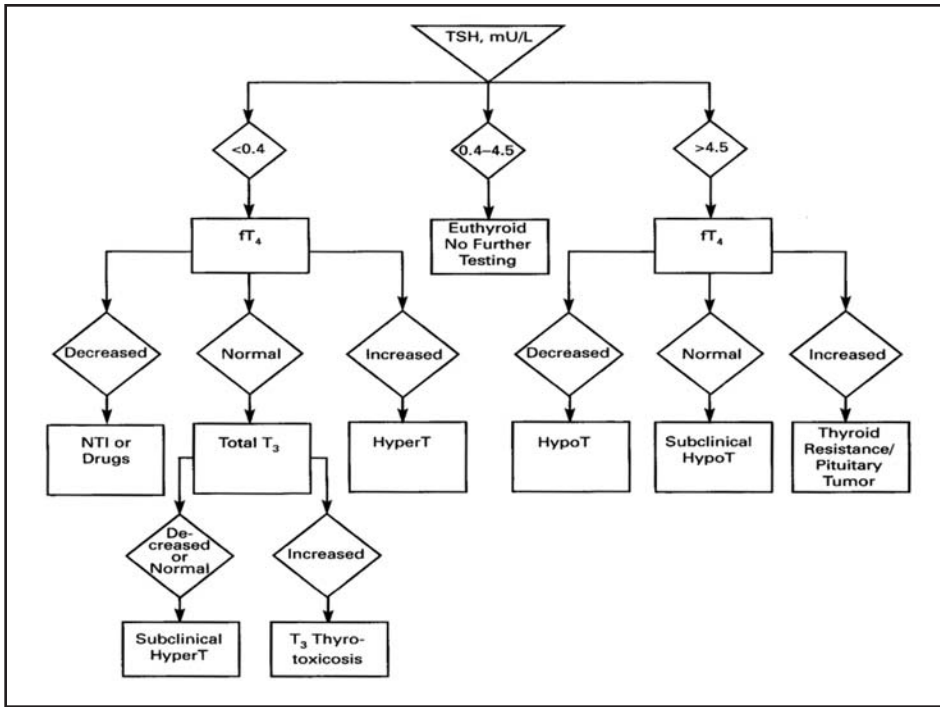 TSH, mU/L
<0.4
0.4–4.5
>4.5
fT₄
Euthyroid
No Further
Testing
fT₄
Decreased
Normal
Increased
Decreased
Normal
Increased
NTI or
Drugs
Total T₃
HyperT
HypoT
Subclinical
HypoT
Thyroid
Resistance/
Pituitary
Tumor
De-
creased
or
Normal
Increased
Subclinical
HyperT
T₃ Thyro-
toxicosis